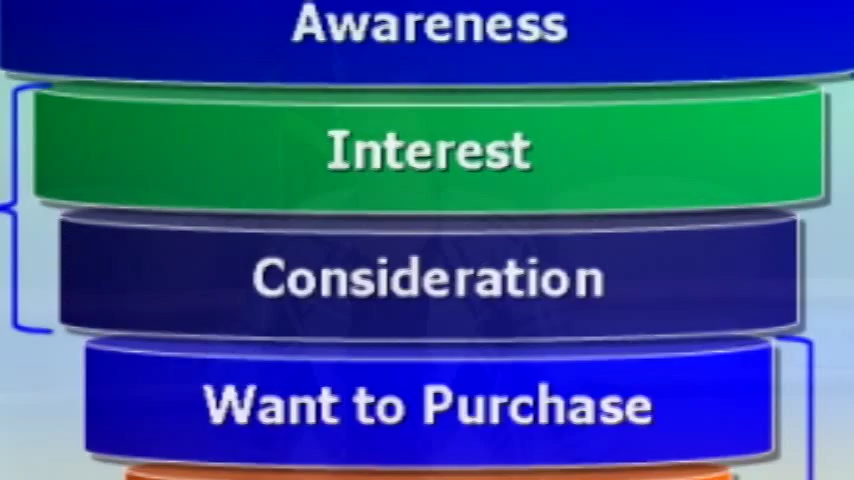 Awareness
Interest
Consideration
Want to Purchase